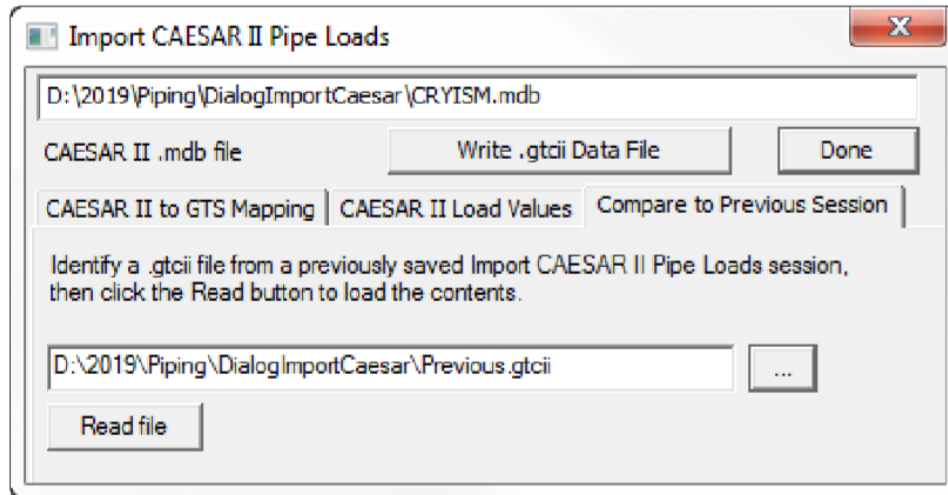 Import CAESAR II Pipe Loads
D:\2019\Piping\DialogImportCaesar\CRYISM.mdb
CAESAR II .mdb file Write .gtcii Data File Done
CAESAR II to GTS Mapping CAESAR II Load Values Compare to Previous Session
Identify a .gtcii file from a previously saved Import CAESAR II Pipe Loads session,
then click the Read button to load the contents.
D:\2019\Piping\DialogImportCaesar\Previous.gtcii ...
Read file